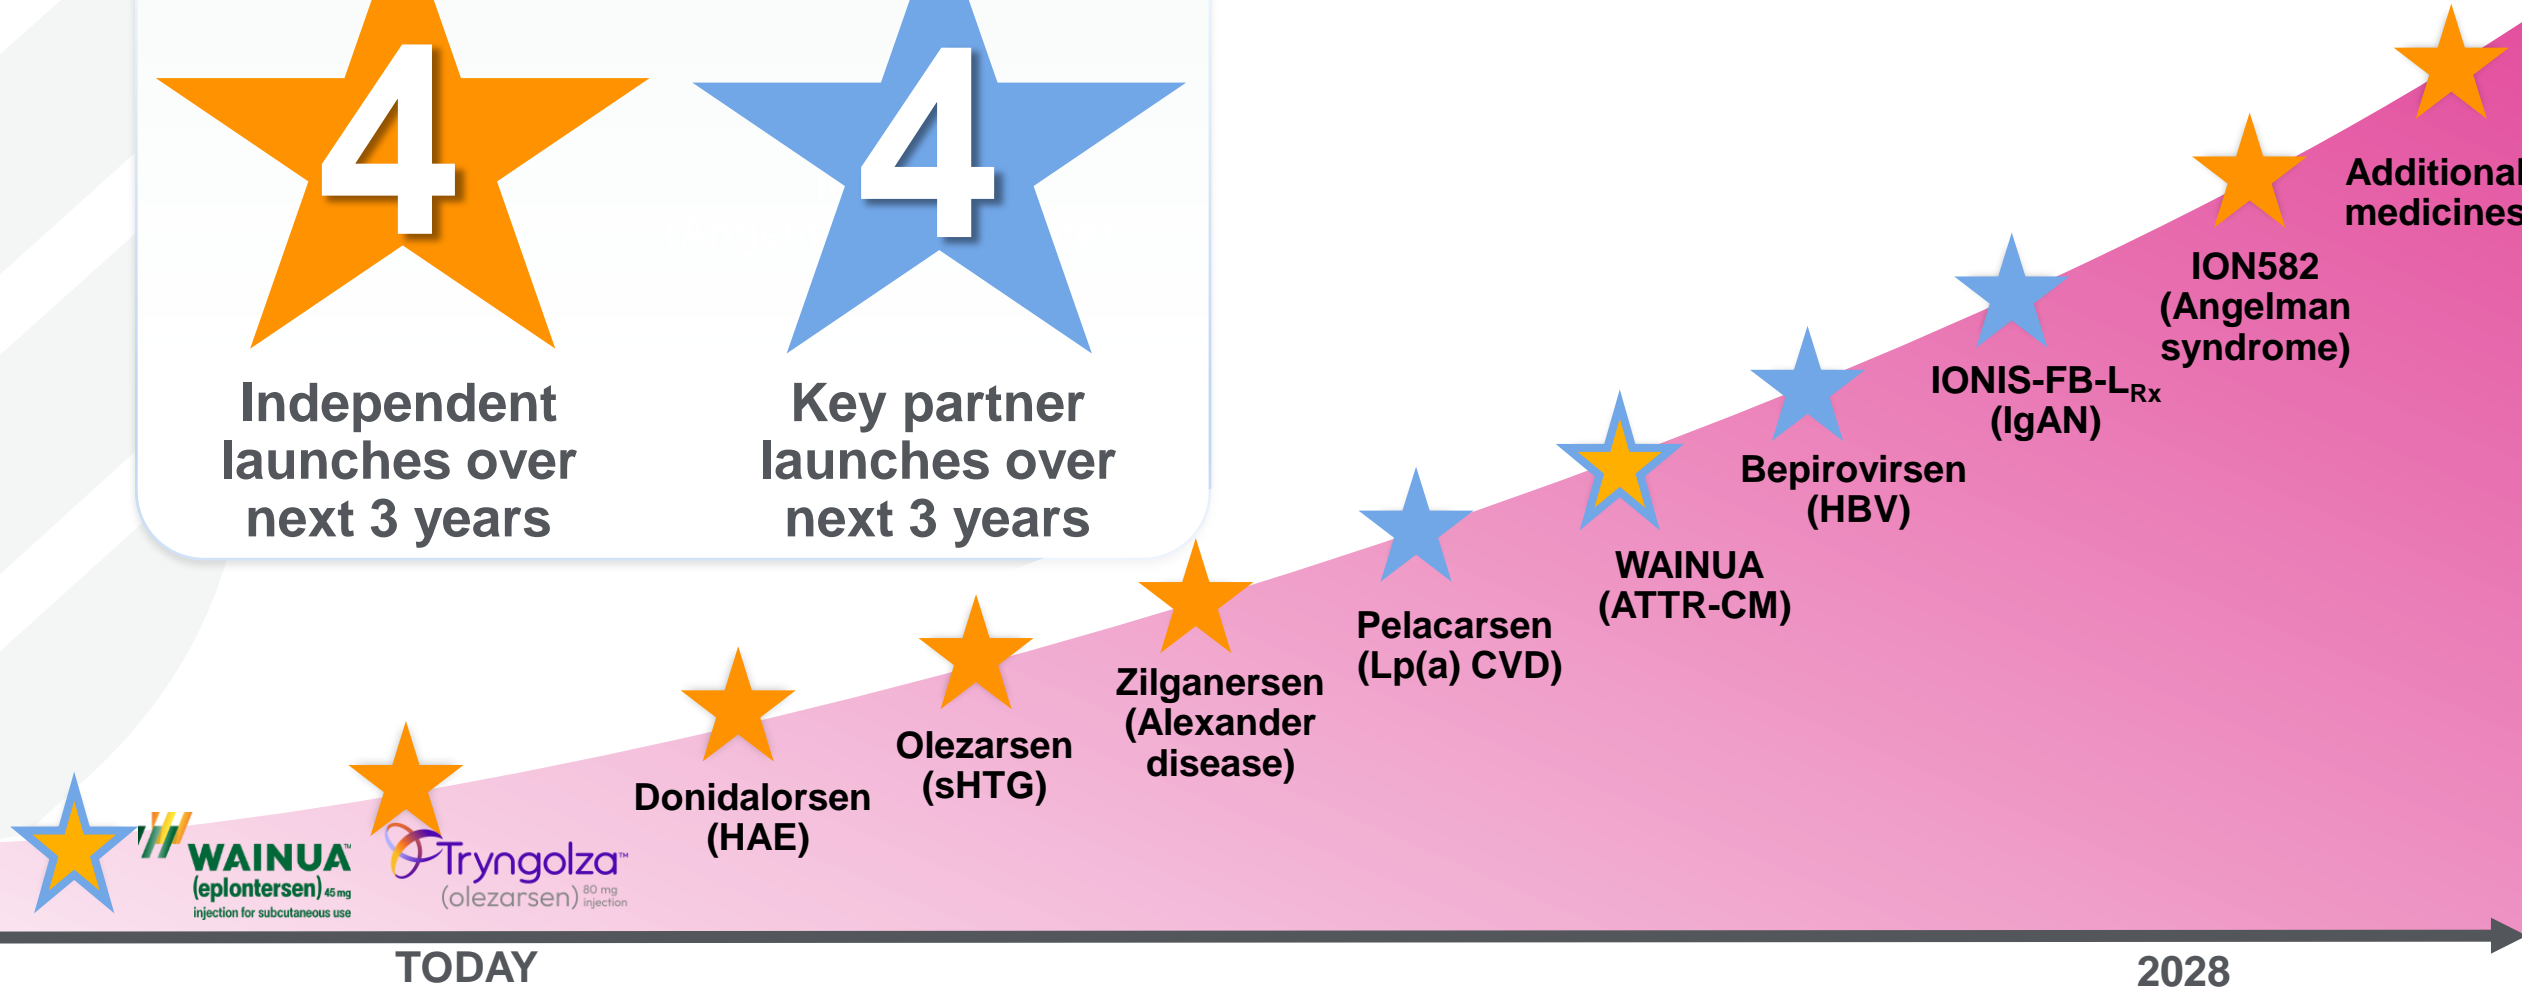 4
Independent
launches over
next 3 years
4
Key partner
launches over
next 3 years
WAINUA™
(eplontersen) 45 mg
injection for subcutaneous use
Tryngolza™
(olezarsen) 80 mg injection
Donidalorsen
(HAE)
Olezarsen
(sHTG)
Zilganersen
(Alexander
disease)
Pelacarsen
(Lp(a) CVD)
WAINUA
(ATTR-CM)
Bepirovirsen
(HBV)
IONIS-FB-LRx
(IgAN)
ION582
(Angelman
syndrome)
Additional
medicines
TODAY
2028